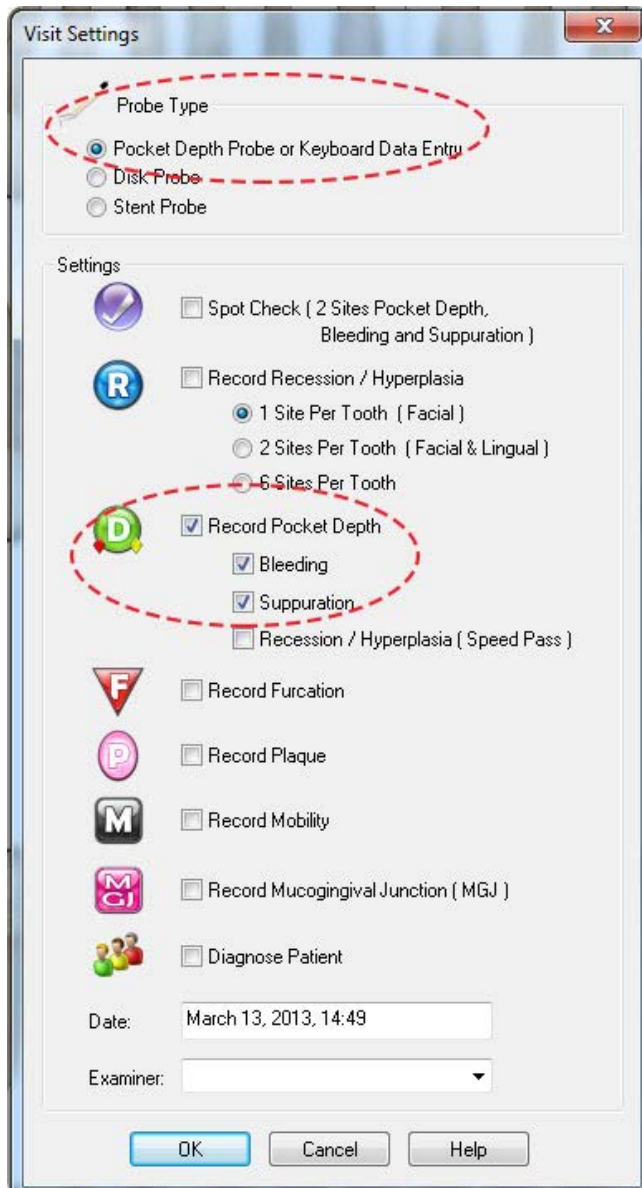 Visit Settings
Probe Type
Pocket Depth Probe or Keyboard Data Entry
Disk Probe
Stent Probe
Settings
Spot Check ( 2 Sites Pocket Depth,
Bleeding and Suppuration )
R
Record Recession / Hyperplasia
1 Site Per Tooth ( Facial )
2 Sites Per Tooth ( Facial & Lingual )
6 Sites Per Tooth
D
Record Pocket Depth
Bleeding
Suppuration
Recession / Hyperplasia ( Speed Pass )
F
Record Furcation
P
Record Plaque
M
Record Mobility
MGJ
Record Mucogingival Junction ( MGJ )
Diagnose Patient
Date: March 13, 2013, 14:49
Examiner:
OK Cancel Help